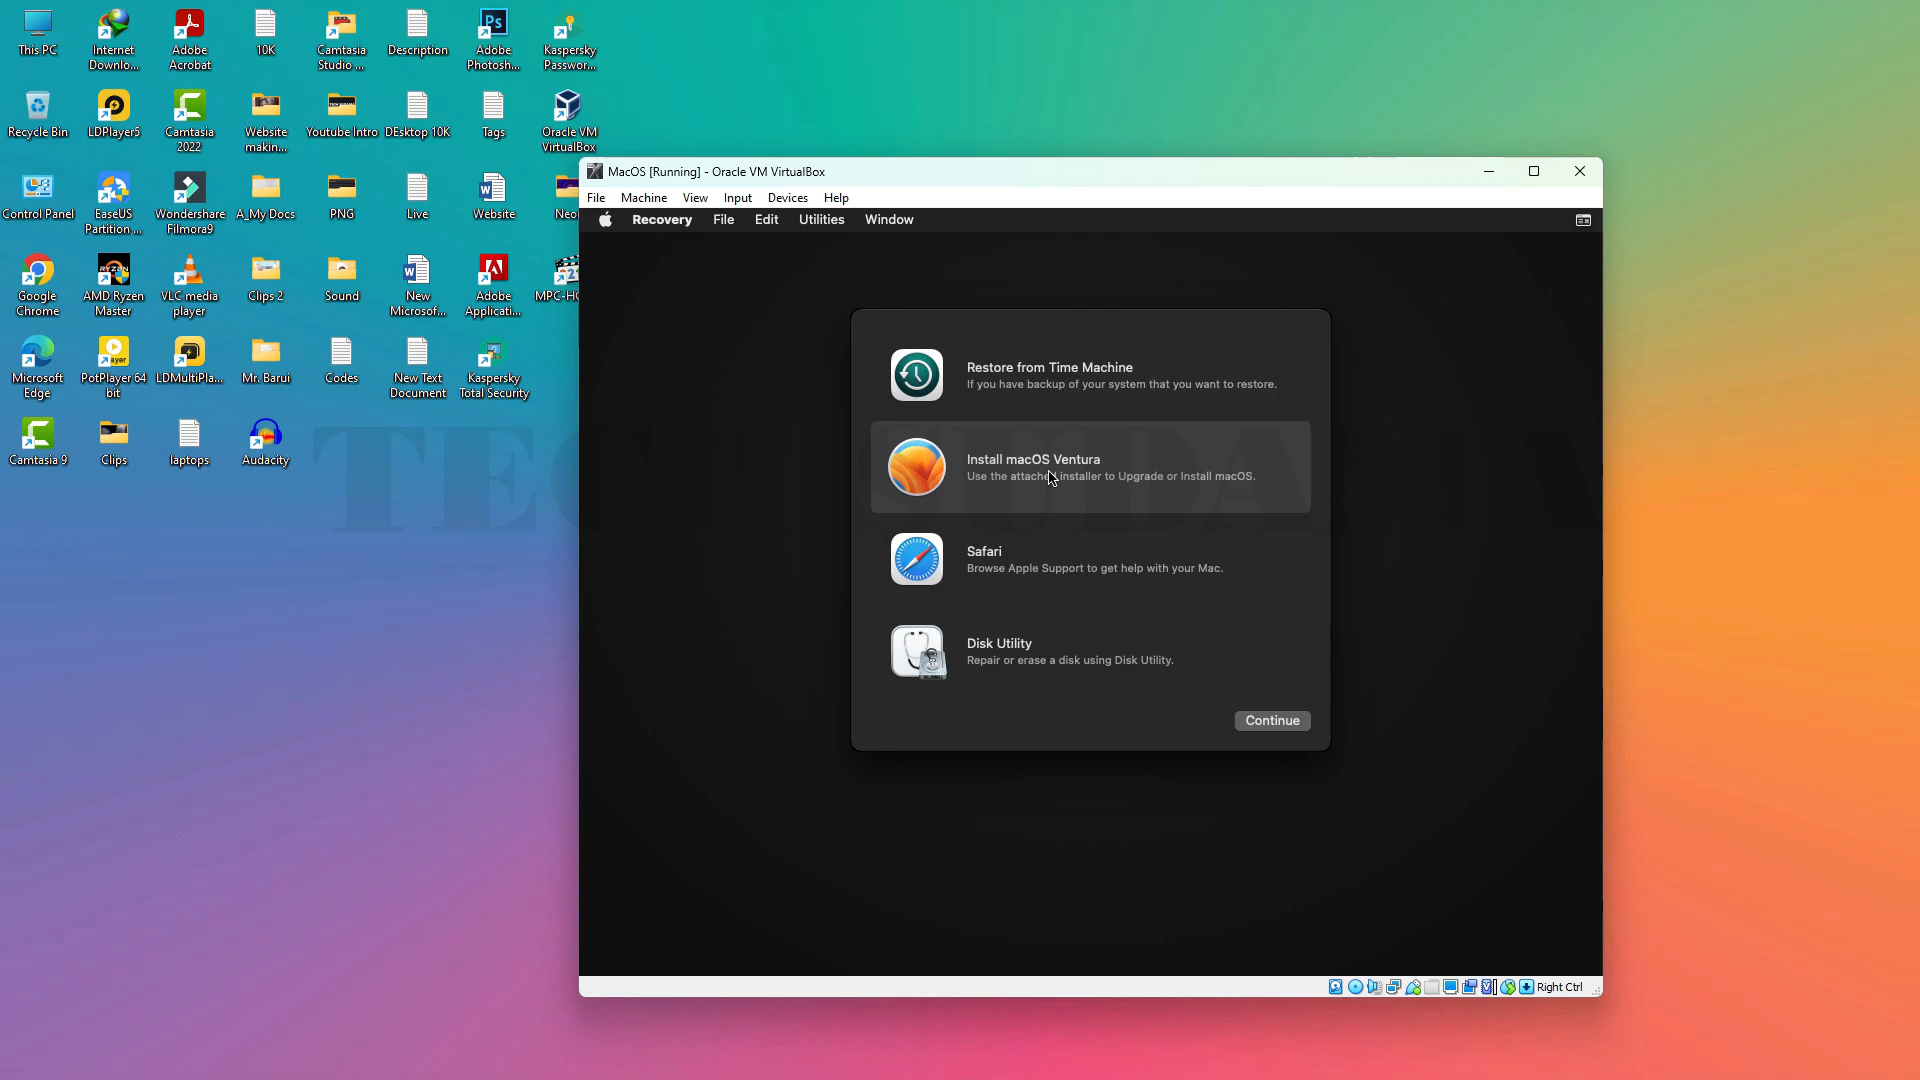 This PC
Internet
Downlo...
Adobe
Acrobat
10K
Camtasia
Studio ...
Description
Adobe
Photosh...
Kaspersky
Passwor...
Recycle Bin
LDPlayer5
Camtasia
2022
Website
makin...
Youtube Intro
DEsktop 10K
Tags
Oracle VM
VirtualBox
Control Panel
EaseUS
Partition ...
Wondershare
Filmora9
A_My Docs
PNG
Live
Website
Neo
Google
Chrome
AMD Ryzen
Master
VLC media
player
Clips 2
Sound
New
Microsof...
Adobe
Applicati...
MPC-HC
Microsoft
Edge
PotPlayer 64
bit
LDMultiPla...
Mr. Barui
Codes
New Text
Document
Kaspersky
Total Security
Camtasia 9
Clips
laptops
Audacity
MacOS [Running] - Oracle VM VirtualBox
File Machine View Input Devices Help
Recovery File Edit Utilities Window
Restore from Time Machine
If you have backup of your system that you want to restore.
Install macOS Ventura
Use the attached installer to Upgrade or Install macOS.
Safari
Browse Apple Support to get help with your Mac.
Disk Utility
Repair or erase a disk using Disk Utility.
Continue
Right Ctrl